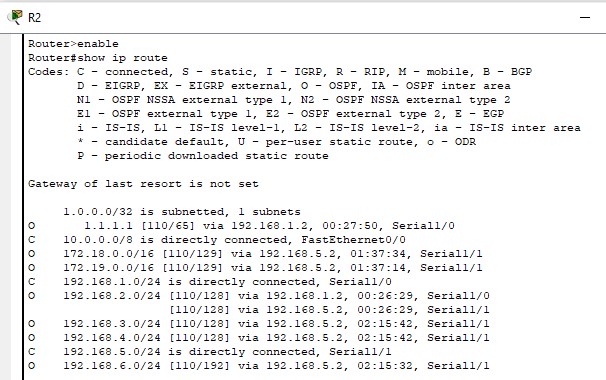 R2
Router>enable
Router#show ip route
Codes: C - connected, S - static, I - IGRP, R - RIP, M - mobile, B - BGP
       D - EIGRP, EX - EIGRP external, O - OSPF, IA - OSPF inter area
       N1 - OSPF NSSA external type 1, N2 - OSPF NSSA external type 2
       E1 - OSPF external type 1, E2 - OSPF external type 2, E - EGP
       i - IS-IS, L1 - IS-IS level-1, L2 - IS-IS level-2, ia - IS-IS inter area
       * - candidate default, U - per-user static route, o - ODR
       P - periodic downloaded static route
Gateway of last resort is not set
     1.0.0.0/32 is subnetted, 1 subnets
O       1.1.1.1 [110/65] via 192.168.1.2, 00:27:50, Serial1/0
C    10.0.0.0/8 is directly connected, FastEthernet0/0
O    172.18.0.0/16 [110/129] via 192.168.5.2, 01:37:34, Serial1/1
O    172.19.0.0/16 [110/129] via 192.168.5.2, 01:37:14, Serial1/1
C    192.168.1.0/24 is directly connected, Serial1/0
O    192.168.2.0/24 [110/128] via 192.168.1.2, 00:26:29, Serial1/0
                    [110/128] via 192.168.5.2, 00:26:29, Serial1/1
O    192.168.3.0/24 [110/128] via 192.168.5.2, 02:15:42, Serial1/1
O    192.168.4.0/24 [110/128] via 192.168.5.2, 02:15:42, Serial1/1
C    192.168.5.0/24 is directly connected, Serial1/1
O    192.168.6.0/24 [110/192] via 192.168.5.2, 02:15:32, Serial1/1